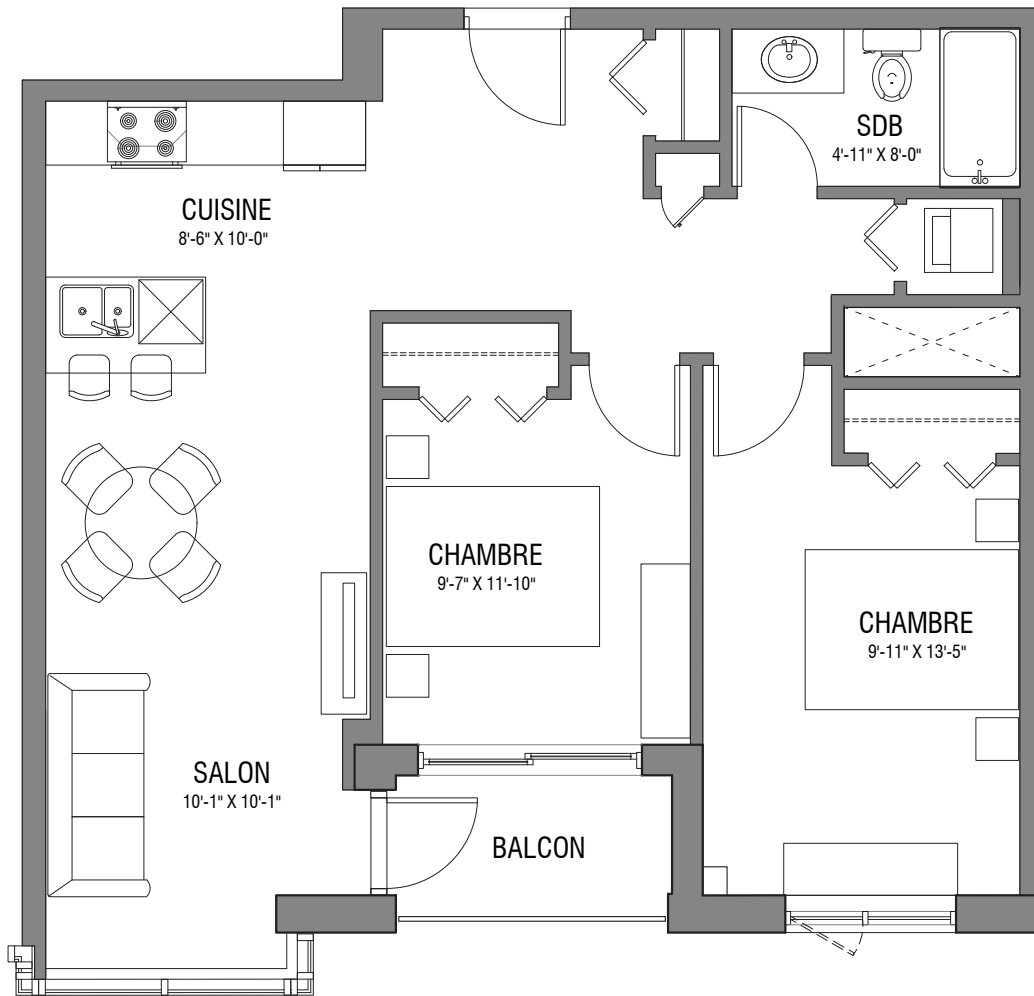 SDB
4'-11" X 8'-0"
CUISINE
8'-6" X 10'-0"
CHAMBRE
9'-7" X 11'-10"
CHAMBRE
9'-11" X 13'-5"
SALON
10'-1" X 10'-1"
BALCON